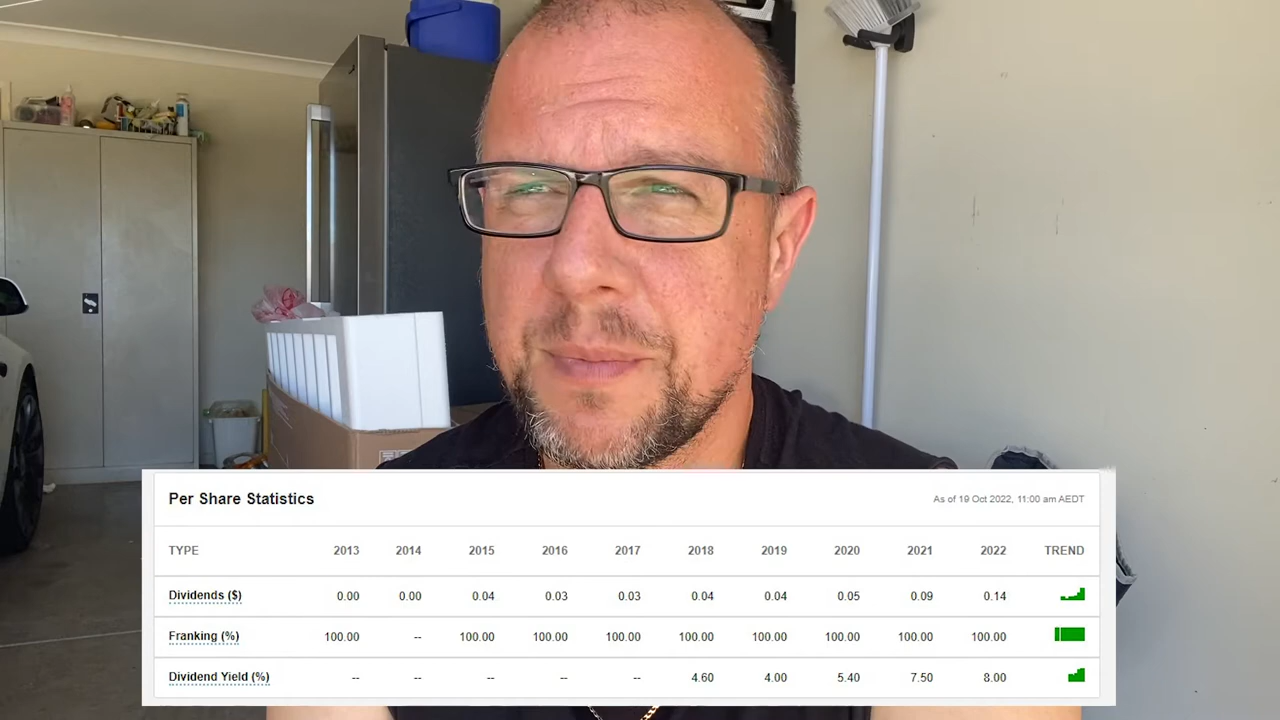 Per Share Statistics As of 19 Oct 2022, 11:00 am AEDT
TYPE 2013 2014 2015 2016 2017 2018 2019 2020 2021 2022 TREND
Dividends ($) 0.00 0.00 0.04 0.03 0.03 0.04 0.04 0.05 0.09 0.14
Franking (%) 100.00 -- 100.00 100.00 100.00 100.00 100.00 100.00 100.00 100.00
Dividend Yield (%) -- -- -- -- -- 4.60 4.00 5.40 7.50 8.00